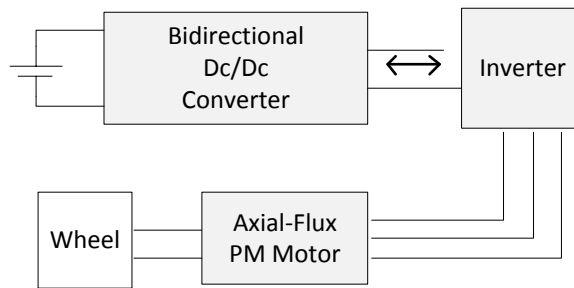 Bidirectional
Dc/Dc
Converter
Inverter
Wheel
Axial-Flux
PM Motor